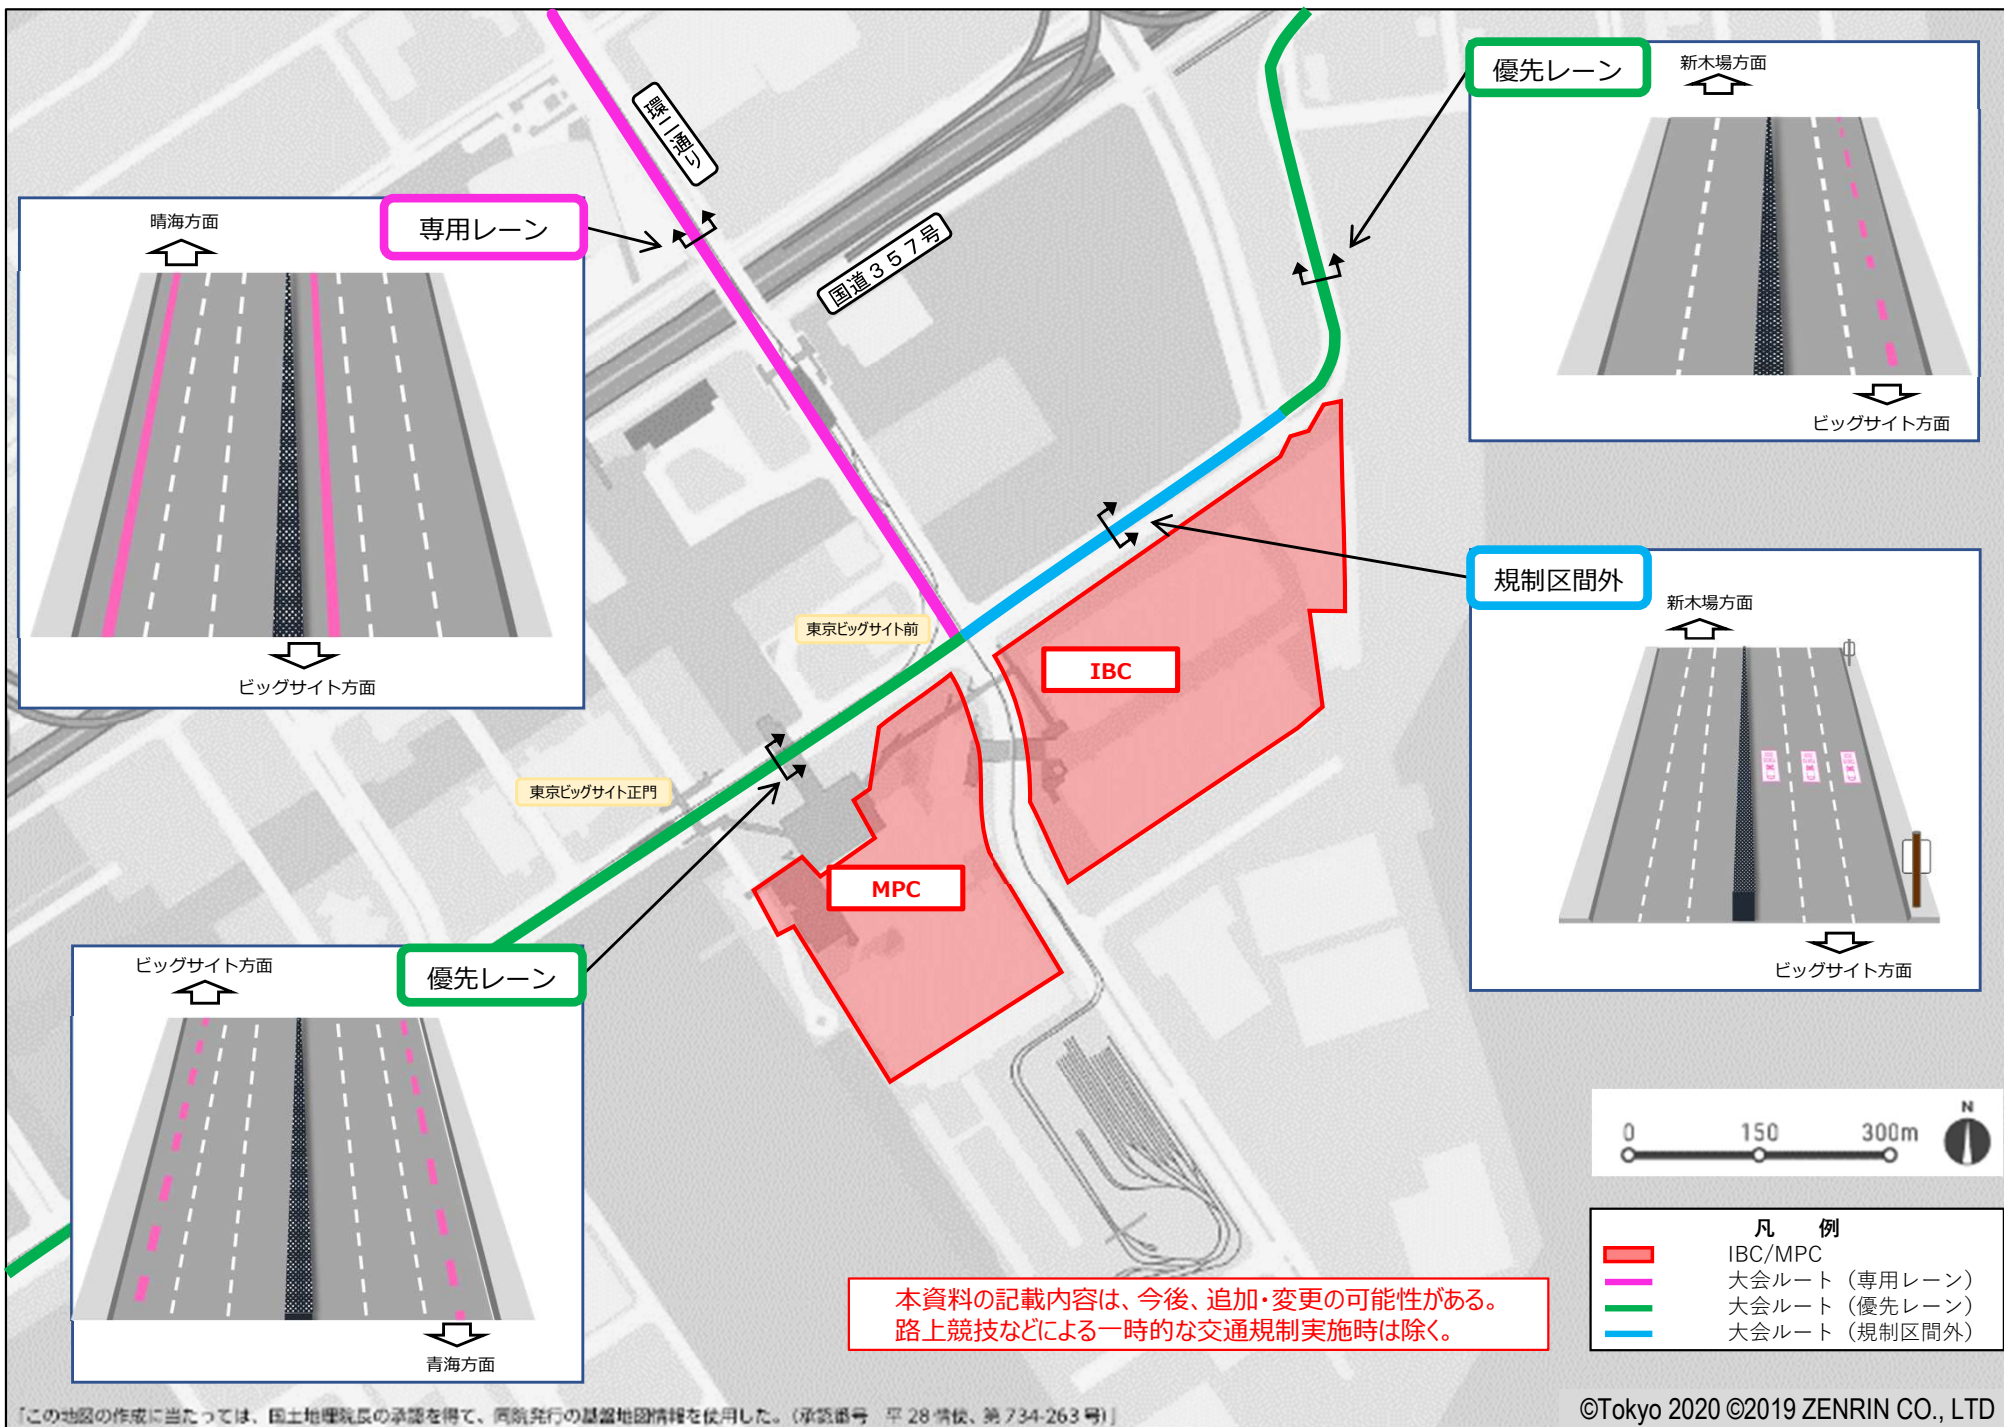 優先レーン
新木場方面
ビッグサイト方面
環二通り
国道３５７号
専用レーン
晴海方面
ビッグサイト方面
規制区間外
新木場方面
ビッグサイト方面
東京ビッグサイト前
IBC
東京ビッグサイト正門
MPC
優先レーン
ビッグサイト方面
青海方面
0 150 300m
N
凡 例
IBC/MPC
大会ルート（専用レーン）
大会ルート（優先レーン）
大会ルート（規制区間外）
本資料の記載内容は、今後、追加・変更の可能性がある。
路上競技などによる一時的な交通規制実施時は除く。
「この地図の作成に当たっては、国土地理院長の承認を得て、同院発行の基盤地図情報を使用した。（承認番号 平 28 情使、第 734-263 号）」
©Tokyo 2020 ©2019 ZENRIN CO., LTD